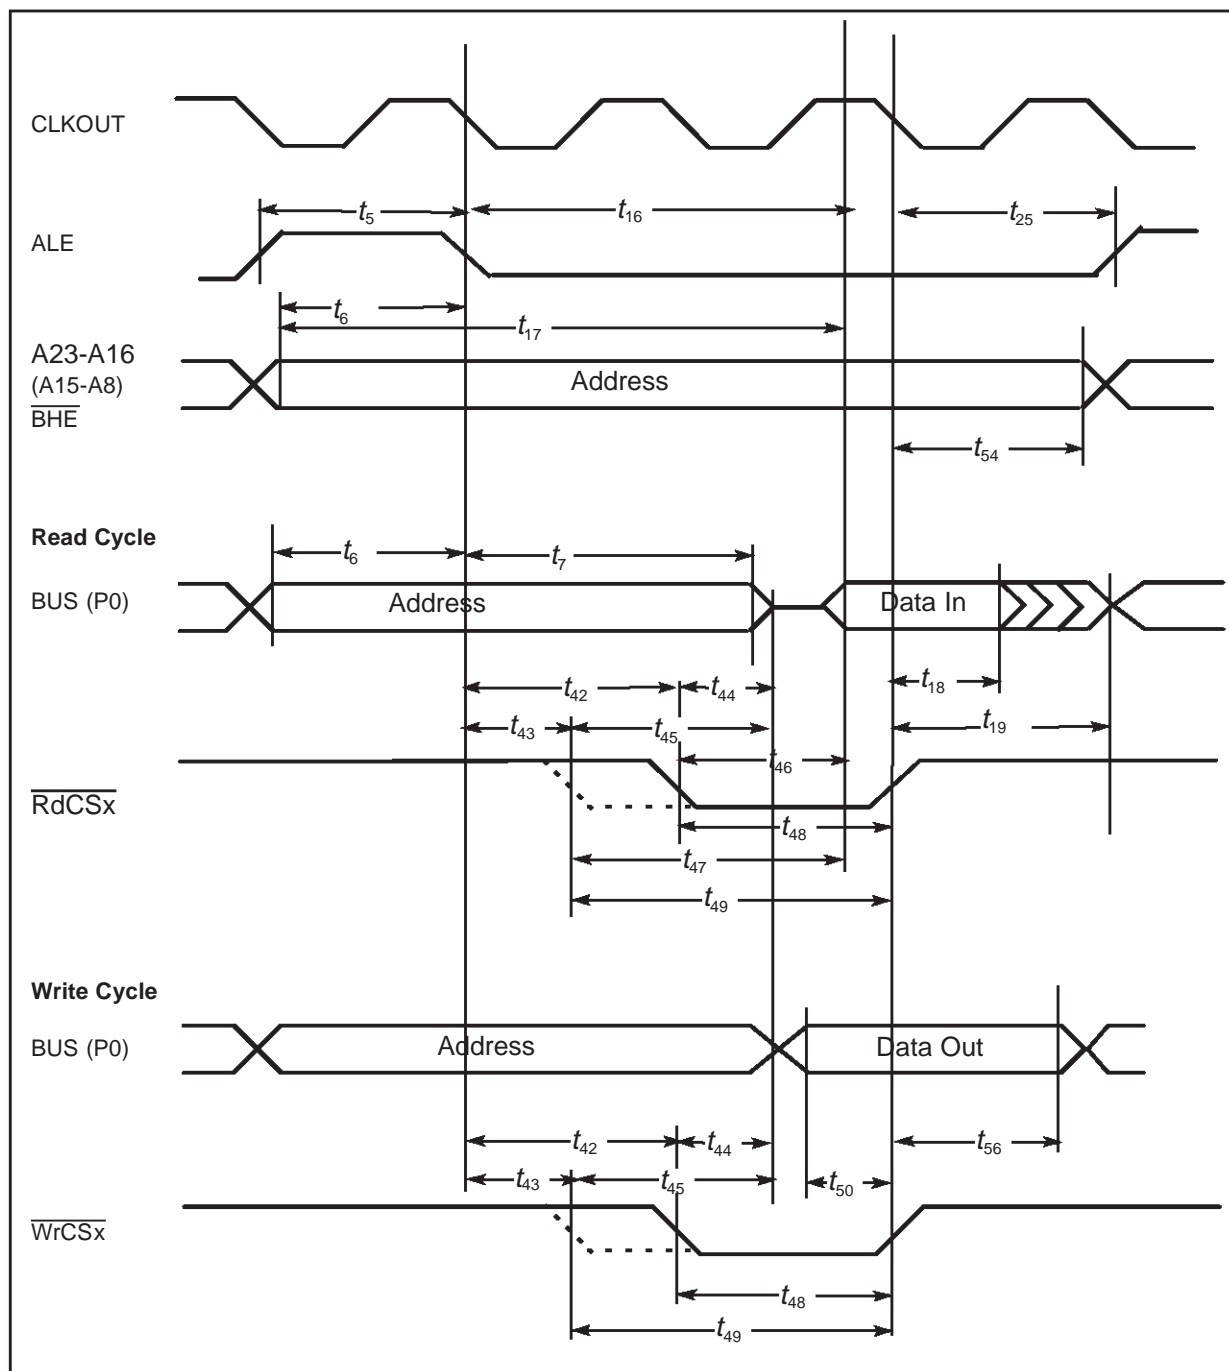 CLKOUT
t5 t16 t25
ALE
t6 t17
A23-A16
(A15-A8)
BHE
Address
t54
Read Cycle
t6 t7
BUS (P0)
Address Data In
t42 t44 t18
t43 t45 t19
t46
RdCSx
t48
t47
t49
Write Cycle
BUS (P0)
Address Data Out
t42 t44 t56
t43 t45 t50
WrCSx
t48
t49